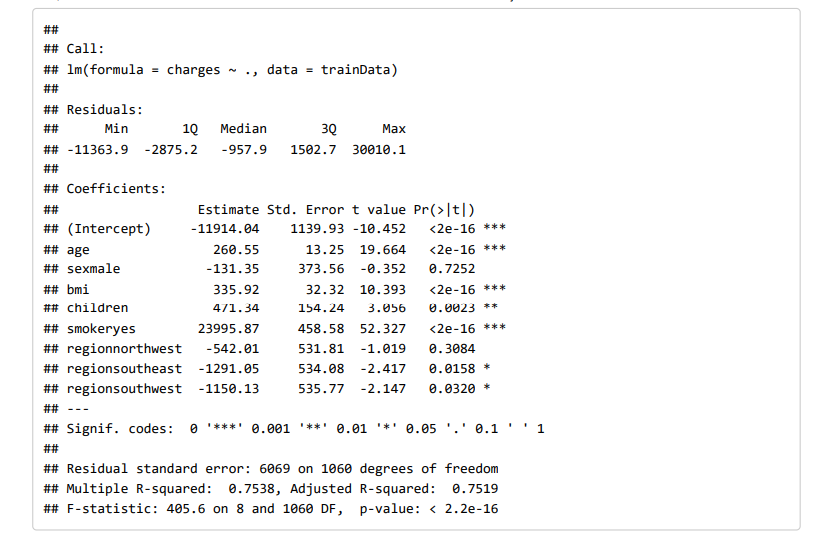 ##
## Call:
## lm(formula = charges ~ ., data = trainData)
##
## Residuals:
##      Min       1Q   Median       3Q      Max
## -11363.9  -2875.2   -957.9   1502.7  30010.1
##
## Coefficients:
##                  Estimate Std. Error t value Pr(>|t|)
## (Intercept)     -11914.04    1139.93 -10.452   <2e-16 ***
## age                260.55      13.25  19.664   <2e-16 ***
## sexmale           -131.35     373.56  -0.352   0.7252
## bmi                335.92      32.32  10.393   <2e-16 ***
## children           471.34     154.24   3.056   0.0023 **
## smokeryes        23995.87     458.58  52.327   <2e-16 ***
## regionnorthwest   -542.01     531.81  -1.019   0.3084
## regionsoutheast  -1291.05     534.08  -2.417   0.0158 *
## regionsouthwest  -1150.13     535.77  -2.147   0.0320 *
## ---
## Signif. codes:  0 '***' 0.001 '**' 0.01 '*' 0.05 '.' 0.1 ' ' 1
##
## Residual standard error: 6069 on 1060 degrees of freedom
## Multiple R-squared:  0.7538, Adjusted R-squared:  0.7519
## F-statistic: 405.6 on 8 and 1060 DF,  p-value: < 2.2e-16